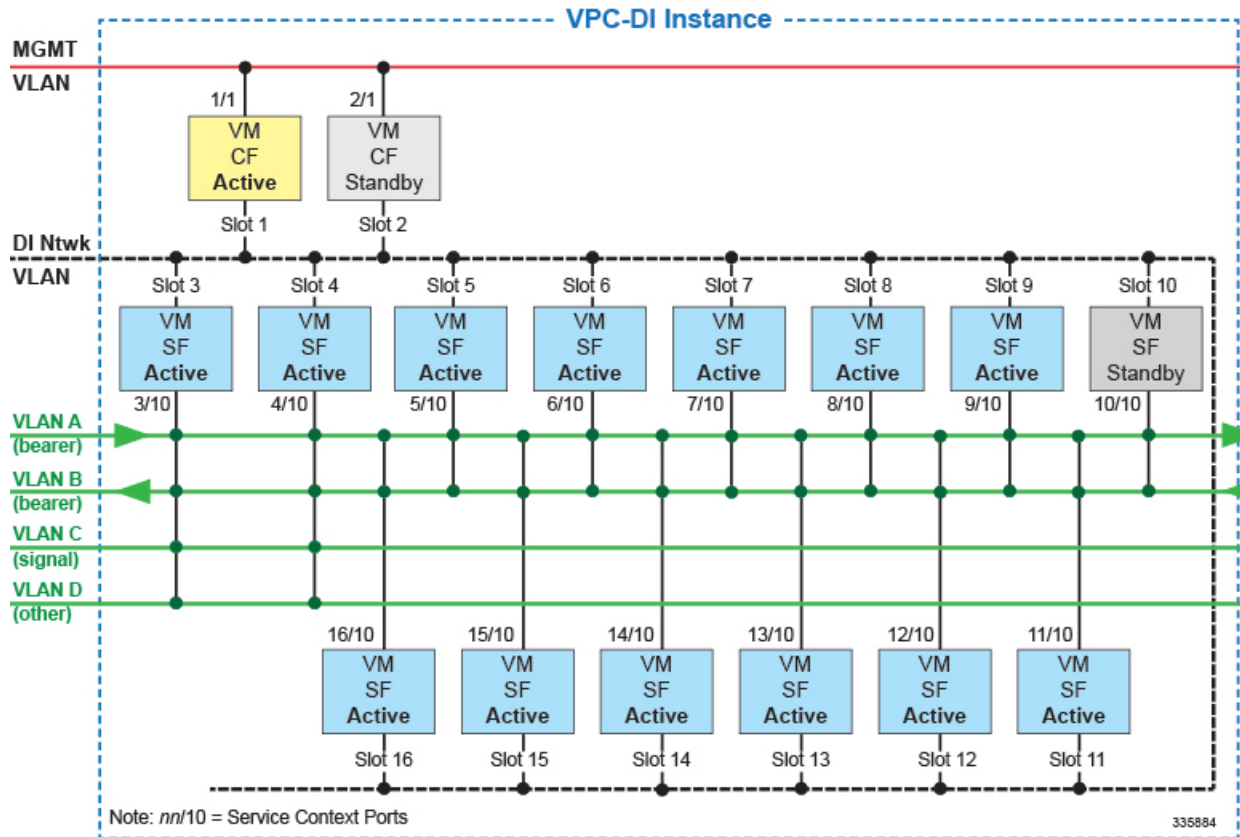 VPC-DI Instance
MGMT
VLAN
1/1
2/1
VM
CF
Active
VM
CF
Standby
Slot 1
Slot 2
DI Ntwk
VLAN
Slot 3
Slot 4
Slot 5
Slot 6
Slot 7
Slot 8
Slot 9
Slot 10
VM
SF
Active
VM
SF
Active
VM
SF
Active
VM
SF
Active
VM
SF
Active
VM
SF
Active
VM
SF
Active
VM
SF
Standby
3/10
4/10
5/10
6/10
7/10
8/10
9/10
10/10
VLAN A
(bearer)
VLAN B
(bearer)
VLAN C
(signal)
VLAN D
(other)
16/10
15/10
14/10
13/10
12/10
11/10
VM
SF
Active
VM
SF
Active
VM
SF
Active
VM
SF
Active
VM
SF
Active
VM
SF
Active
Slot 16
Slot 15
Slot 14
Slot 13
Slot 12
Slot 11
Note: nn/10 = Service Context Ports
335884